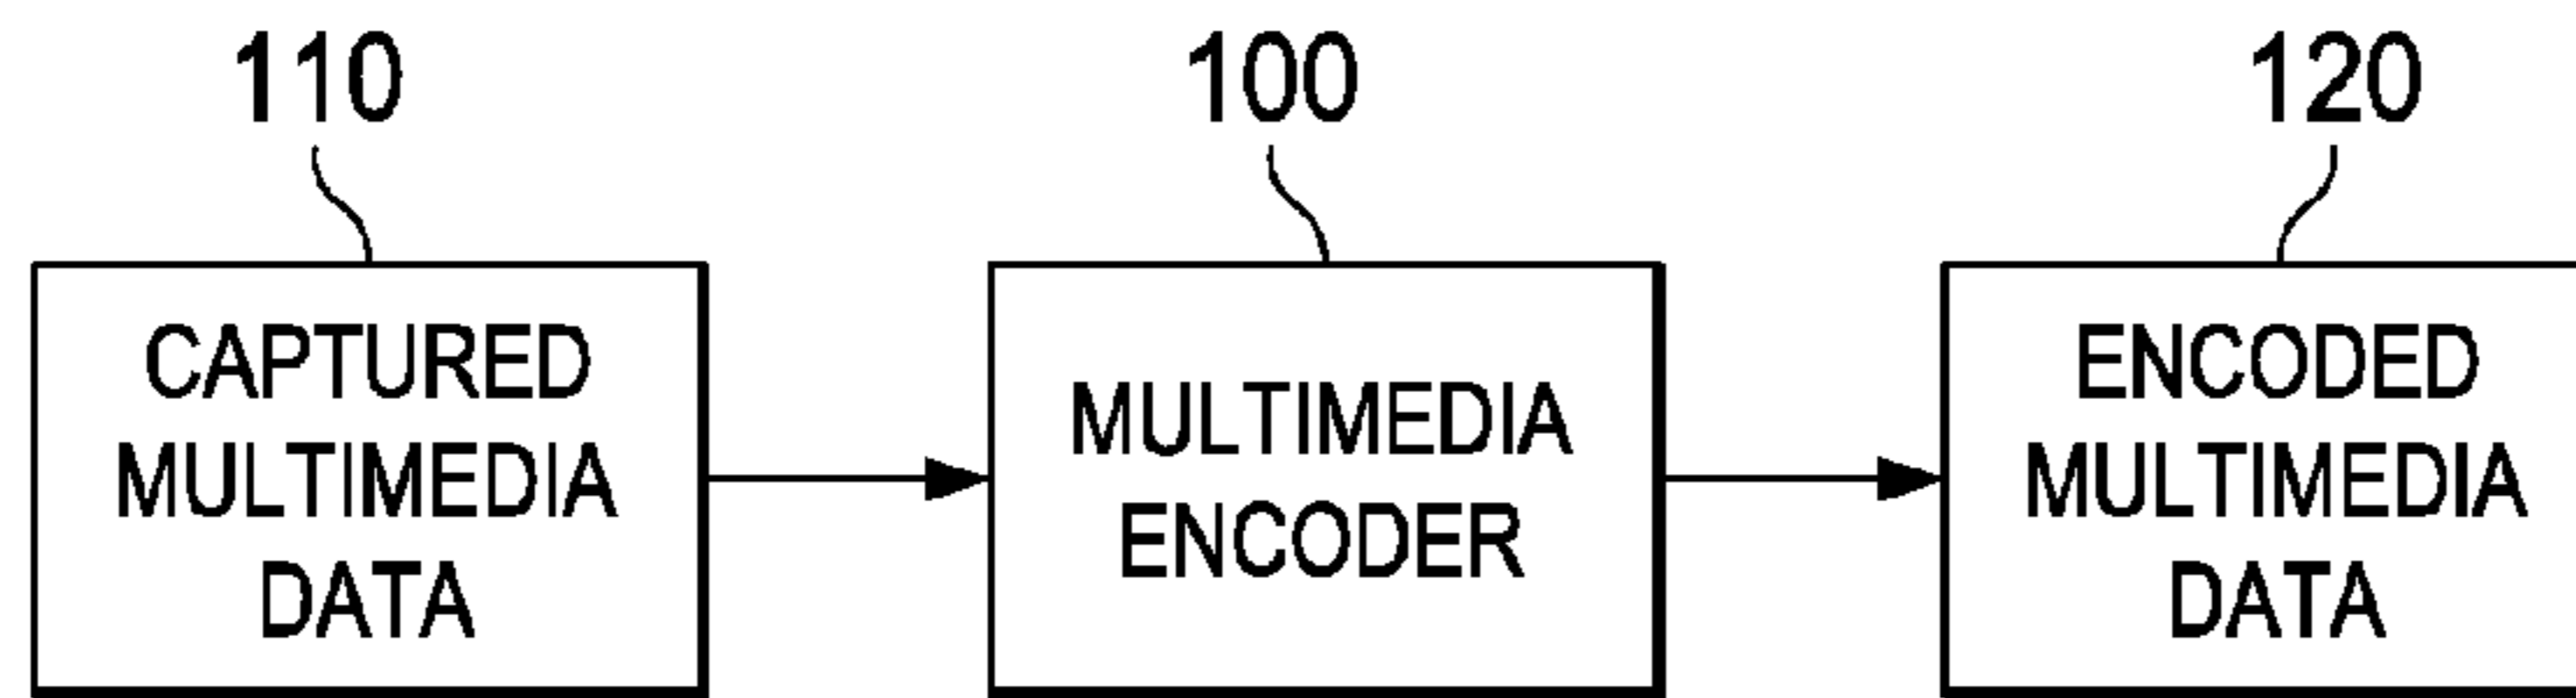 110
100
120
CAPTURED
MULTIMEDIA
DATA
MULTIMEDIA
ENCODER
ENCODED
MULTIMEDIA
DATA